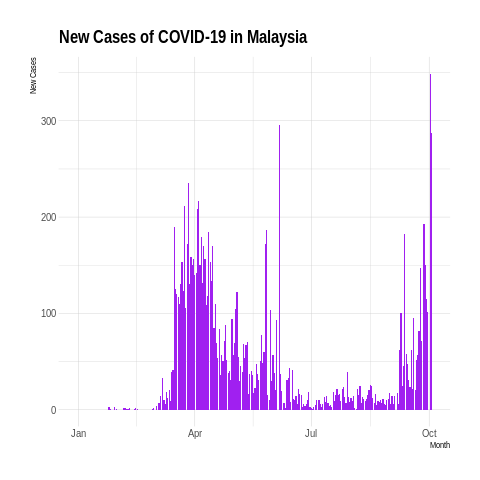 New Cases of COVID-19 in Malaysia
New Cases
300
200
100
0
Jan
Apr
Jul
Oct
Month